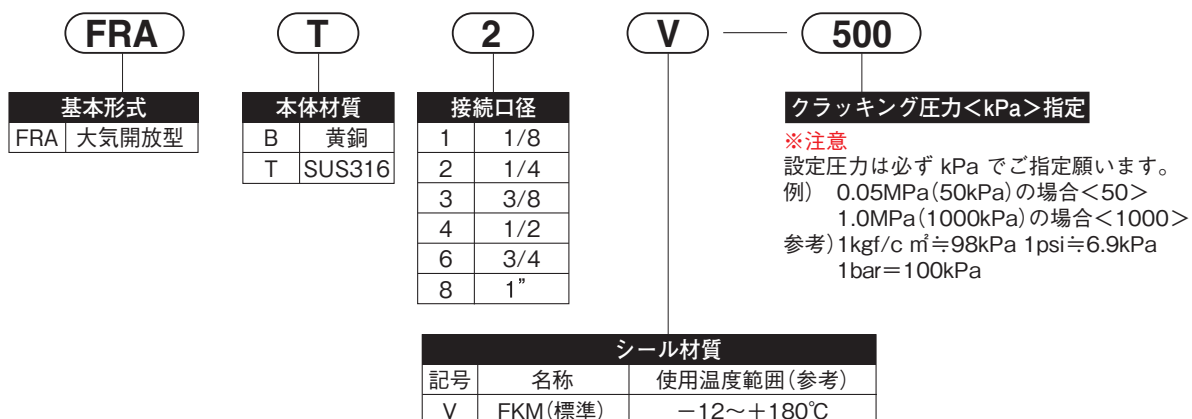 FRA T 2 V 500
基本形式
FRA 大気開放型
本体材質
B 黄銅
T SUS316
接続口径
1 1/8
2 1/4
3 3/8
4 1/2
6 3/4
8 1”
クラッキング圧力<kPa>指定
※注意
設定圧力は必ず kPa でご指定願います。
例) 0.05MPa(50kPa)の場合<50>
1.0MPa(1000kPa)の場合<1000>
参考)1kgf/c ㎡≒98kPa 1psi≒6.9kPa
1bar=100kPa
シール材質
記号 名称 使用温度範囲(参考)
V FKM(標準) −12〜+180℃